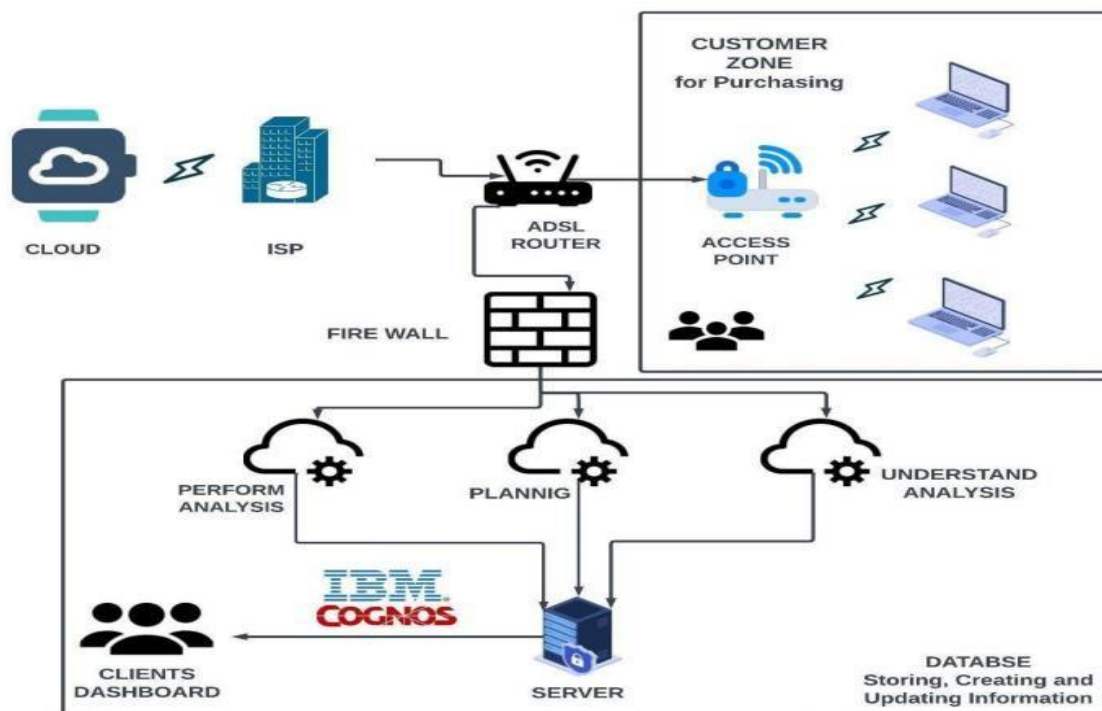 CUSTOMER
ZONE
for Purchasing
CLOUD
ISP
ADSL
ROUTER
ACCESS
POINT
FIRE WALL
PERFORM
ANALYSIS
PLANNIG
UNDERSTAND
ANALYSIS
IBM
COGNOS
CLIENTS
DASHBOARD
SERVER
DATABSE
Storing, Creating and
Updating Information